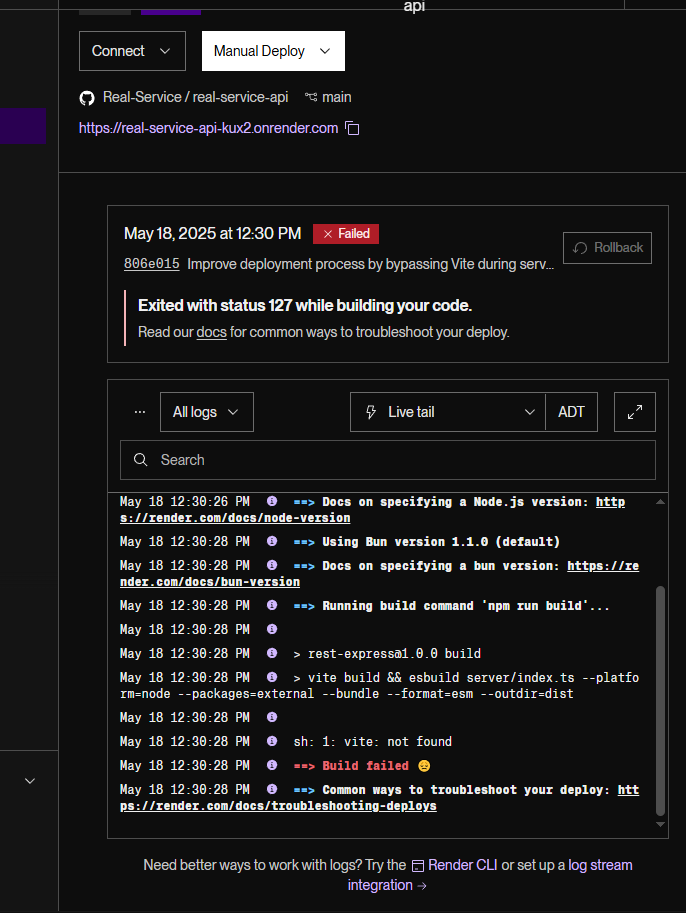 api
Connect
Manual Deploy
Real-Service / real-service-api
main
https://real-service-api-kux2.onrender.com
May 18, 2025 at 12:30 PM
Failed
Rollback
806e015 Improve deployment process by bypassing Vite during serv...
Exited with status 127 while building your code.
Read our docs for common ways to troubleshoot your deploy.
... All logs
Live tail
ADT
Search
May 18 12:30:26 PM ==> Docs on specifying a Node.js version: http
s://render.com/docs/node-version
May 18 12:30:28 PM ==> Using Bun version 1.1.0 (default)
May 18 12:30:28 PM ==> Docs on specifying a bun version: https://re
nder.com/docs/bun-version
May 18 12:30:28 PM ==> Running build command 'npm run build'...
May 18 12:30:28 PM
May 18 12:30:28 PM > rest-express@1.0.0 build
May 18 12:30:28 PM > vite build && esbuild server/index.ts --platfo
rm=node --packages=external --bundle --format=esm --outdir=dist
May 18 12:30:28 PM
May 18 12:30:28 PM sh: 1: vite: not found
May 18 12:30:28 PM ==> Build failed 😞
May 18 12:30:28 PM ==> Common ways to troubleshoot your deploy: htt
ps://render.com/docs/troubleshooting-deploys
Need better ways to work with logs? Try the Render CLI or set up a log stream
integration →